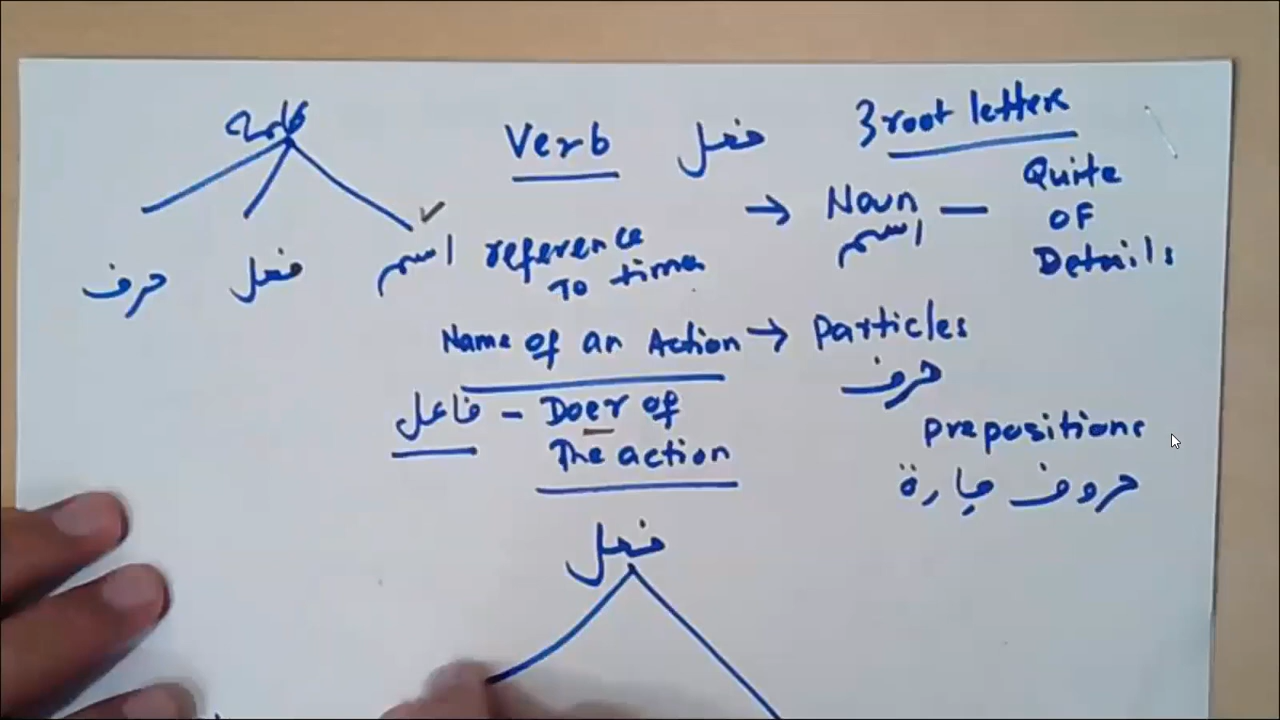 كلمة
Verb فعل 3 root letters
→ Noun — Quite
اسم OF
Details
حرف فعل اسم ✓
reference
To time
Name of an Action → Particles
حرف
فاعل - Doer of
The action
prepositions
حروف جارة
فعل